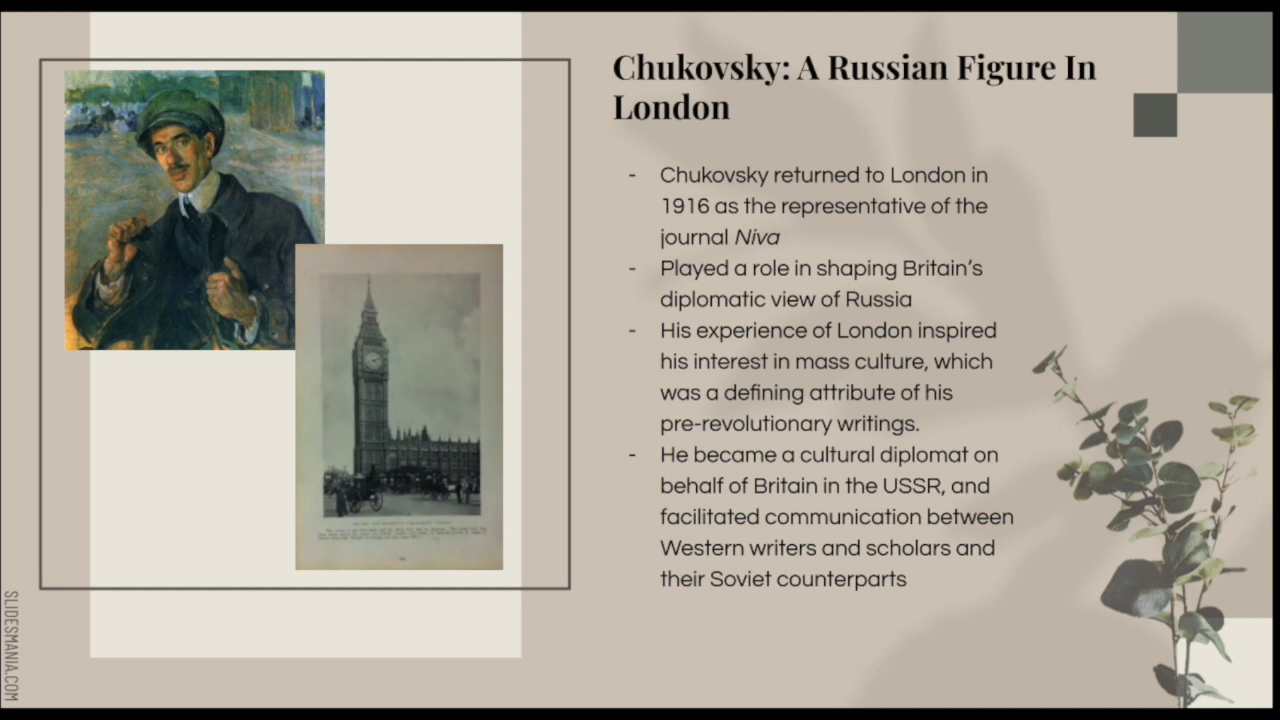 Chukovsky: A Russian Figure In
London
- Chukovsky returned to London in
1916 as the representative of the
journal Niva
- Played a role in shaping Britain’s
diplomatic view of Russia
- His experience of London inspired
his interest in mass culture, which
was a defining attribute of his
pre-revolutionary writings.
- He became a cultural diplomat on
behalf of Britain in the USSR, and
facilitated communication between
Western writers and scholars and
their Soviet counterparts
SLIDESMANIA.COM